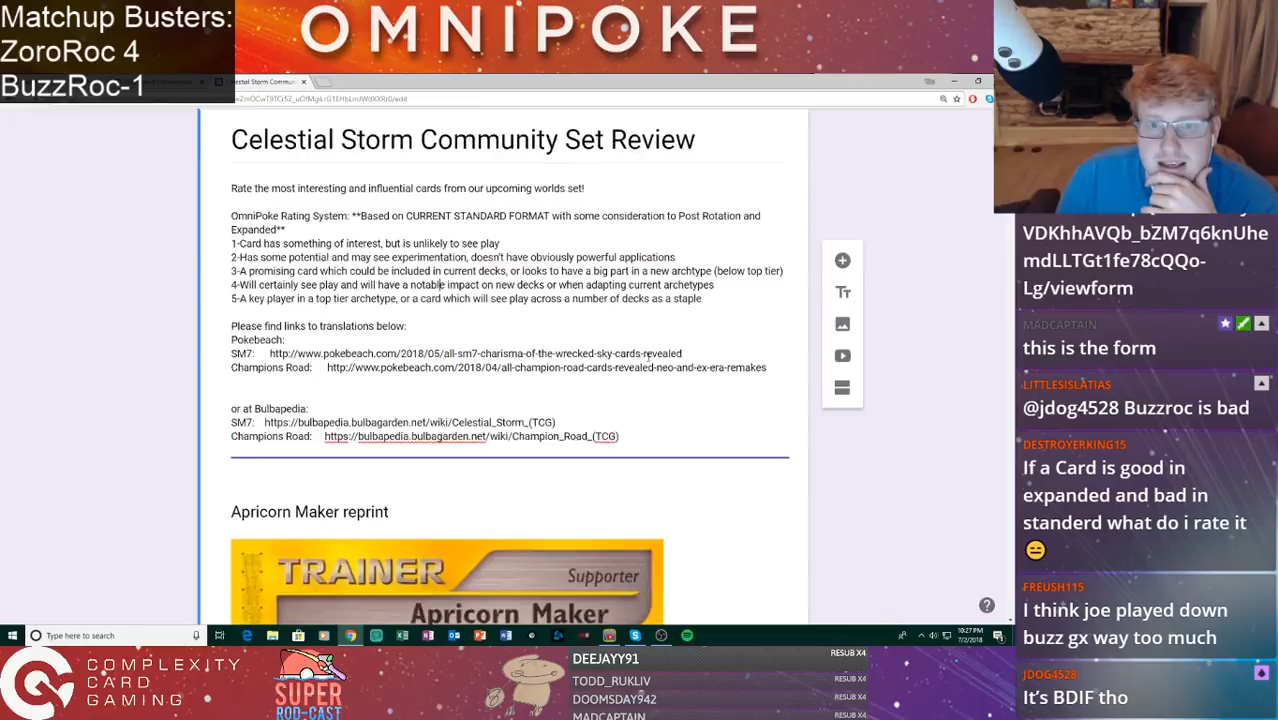 Matchup Busters:
ZoroRoc 4
BuzzRoc-1
OMNIPOKE
Celestial Storm Commun
Celestial Storm Community Set Review
Rate the most interesting and influential cards from our upcoming worlds set!
OmniPoke Rating System: **Based on CURRENT STANDARD FORMAT with some consideration to Post Rotation and
Expanded**
1-Card has something of interest, but is unlikely to see play
2-Has some potential and may see experimentation, doesn't have obviously powerful applications
3-A promising card which could be included in current decks, or looks to have a big part in a new archtype (below top tier)
4-Will certainly see play and will have a notable impact on new decks or when adapting current archetypes
5-A key player in a top tier archetype, or a card which will see play across a number of decks as a staple
Please find links to translations below:
Pokebeach:
SM7: http://www.pokebeach.com/2018/05/all-sm7-charisma-of-the-wrecked-sky-cards-revealed
Champions Road: http://www.pokebeach.com/2018/04/all-champion-road-cards-revealed-neo-and-ex-era-remakes
or at Bulbapedia:
SM7: https://bulbapedia.bulbagarden.net/wiki/Celestial_Storm_(TCG)
Champions Road: https://bulbapedia.bulbagarden.net/wiki/Champion_Road_(TCG)
Apricorn Maker reprint
TRAINER
Supporter
Apricorn Maker
Tт
?
VDKhhAVQb_bZM7q6knUhe
mdLLTGt1fe78cQQo-
Lg/viewform
MADCAPTAIN
this is the form
LITTLESISLATIAS
@jdog4528 Buzzroc is bad
DESTROYERKING15
If a Card is good in
expanded and bad in
standerd what do i rate it
FREUSH115
I think joe played down
buzz gx way too much
JDOG4528
It's BDIF tho
Type here to search
10:27 PM
7/2/2018
COMPLEXITY
CARD
GAMING
SUPER
ROD-CAST
DEEJAYY91 RESUB X4
TODD_RUKLIV RESUB X4
DOOMSDAY942 RESUB X4
MADCAPTAIN RESUB X4